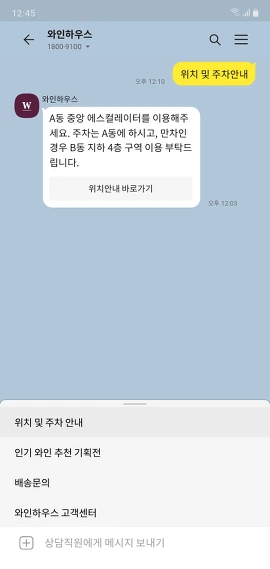 12:45
와인하우스
1800-9100
위치 및 주차안내
오후 12:10
W
와인하우스
A동 중앙 에스컬레이터를 이용해주
세요. 주차는 A동에 하시고, 만차인
경우 B동 지하 4층 구역 이용 부탁드
립니다.
위치안내 바로가기
오후 12:03
위치 및 주차 안내
인기 와인 추천 기획전
배송문의
와인하우스 고객센터
상담직원에게 메시지 보내기